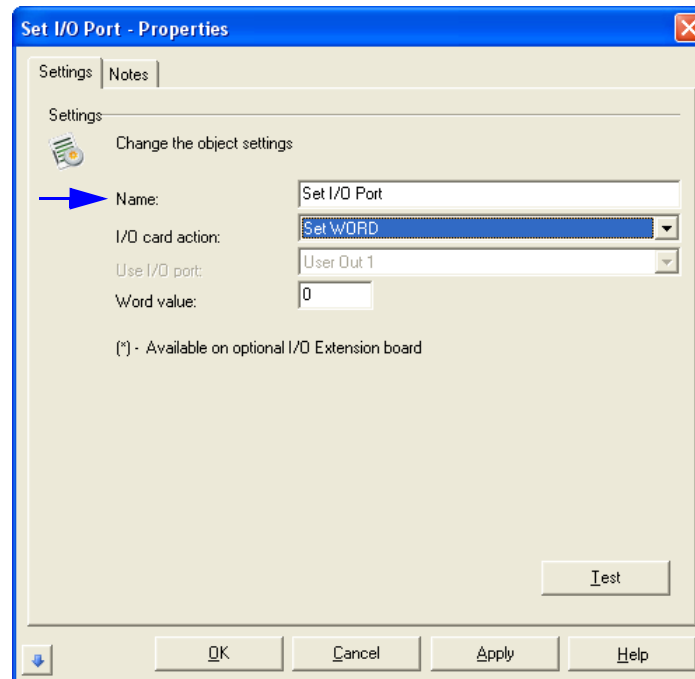 Set I/O Port - Properties
Settings Notes
Settings
Change the object settings
Name: Set I/O Port
I/O card action: Set WORD
Use I/O port: User Out 1
Word value: 0
(*) - Available on optional I/O Extension board
Test
OK Cancel Apply Help